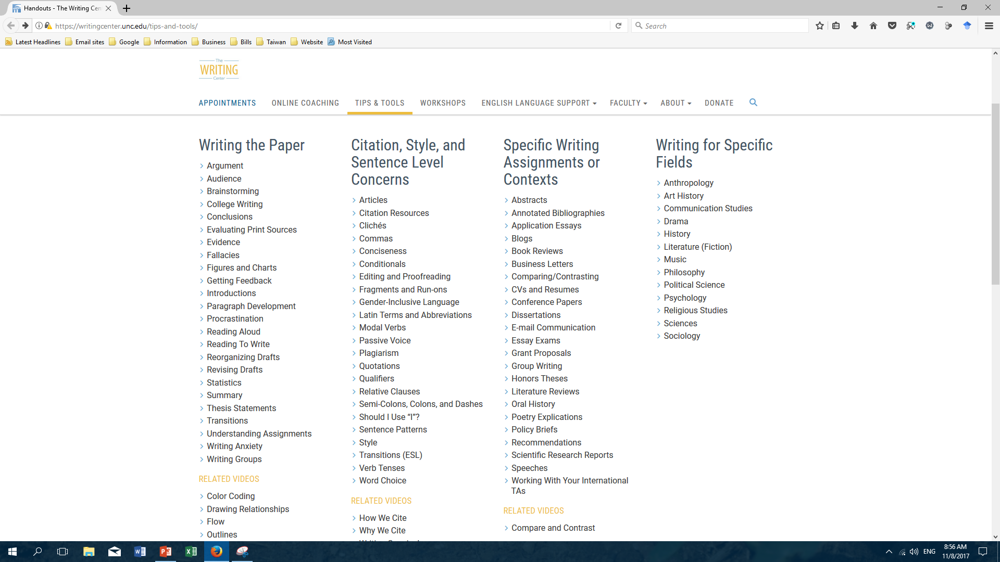 Handouts - The Writing Cen
https://writingcenter.unc.edu/tips-and-tools/
Search
Latest Headlines
Email sites
Google
Information
Business
Bills
Taiwan
Website
Most Visited
The
WRITING
Center
APPOINTMENTS
ONLINE COACHING
TIPS & TOOLS
WORKSHOPS
ENGLISH LANGUAGE SUPPORT
FACULTY
ABOUT
DONATE
Writing the Paper
Argument
Audience
Brainstorming
College Writing
Conclusions
Evaluating Print Sources
Evidence
Fallacies
Figures and Charts
Getting Feedback
Introductions
Paragraph Development
Procrastination
Reading Aloud
Reading To Write
Reorganizing Drafts
Revising Drafts
Statistics
Summary
Thesis Statements
Transitions
Understanding Assignments
Writing Anxiety
Writing Groups
RELATED VIDEOS
Color Coding
Drawing Relationships
Flow
Outlines
Citation, Style, and
Sentence Level
Concerns
Articles
Citation Resources
Clichés
Commas
Conciseness
Conditionals
Editing and Proofreading
Fragments and Run-ons
Gender-Inclusive Language
Latin Terms and Abbreviations
Modal Verbs
Passive Voice
Plagiarism
Quotations
Qualifiers
Relative Clauses
Semi-Colons, Colons, and Dashes
Should I Use “I”?
Sentence Patterns
Style
Transitions (ESL)
Verb Tenses
Word Choice
RELATED VIDEOS
How We Cite
Why We Cite
Specific Writing
Assignments or
Contexts
Abstracts
Annotated Bibliographies
Application Essays
Blogs
Book Reviews
Business Letters
Comparing/Contrasting
CVs and Resumes
Conference Papers
Dissertations
E-mail Communication
Essay Exams
Grant Proposals
Group Writing
Honors Theses
Literature Reviews
Oral History
Poetry Explications
Policy Briefs
Recommendations
Scientific Research Reports
Speeches
Working With Your International
TAs
RELATED VIDEOS
Compare and Contrast
Writing for Specific
Fields
Anthropology
Art History
Communication Studies
Drama
History
Literature (Fiction)
Music
Philosophy
Political Science
Psychology
Religious Studies
Sciences
Sociology
ENG
8:56 AM
11/8/2017